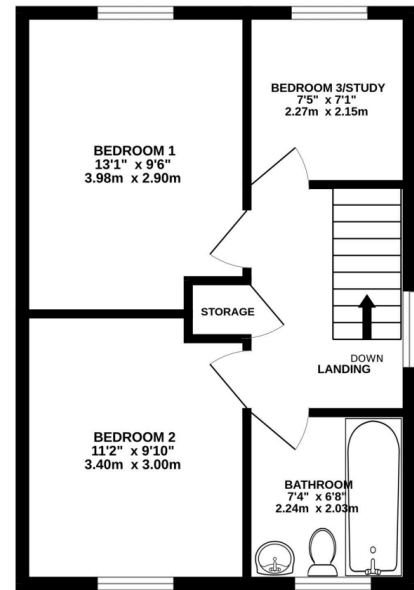 BEDROOM 1
13'1" x 9'6"
3.98m x 2.90m
BEDROOM 3/STUDY
7'5" x 7'1"
2.27m x 2.15m
STORAGE
DOWN
LANDING
BEDROOM 2
11'2" x 9'10"
3.40m x 3.00m
BATHROOM
7'4" x 6'8"
2.24m x 2.03m